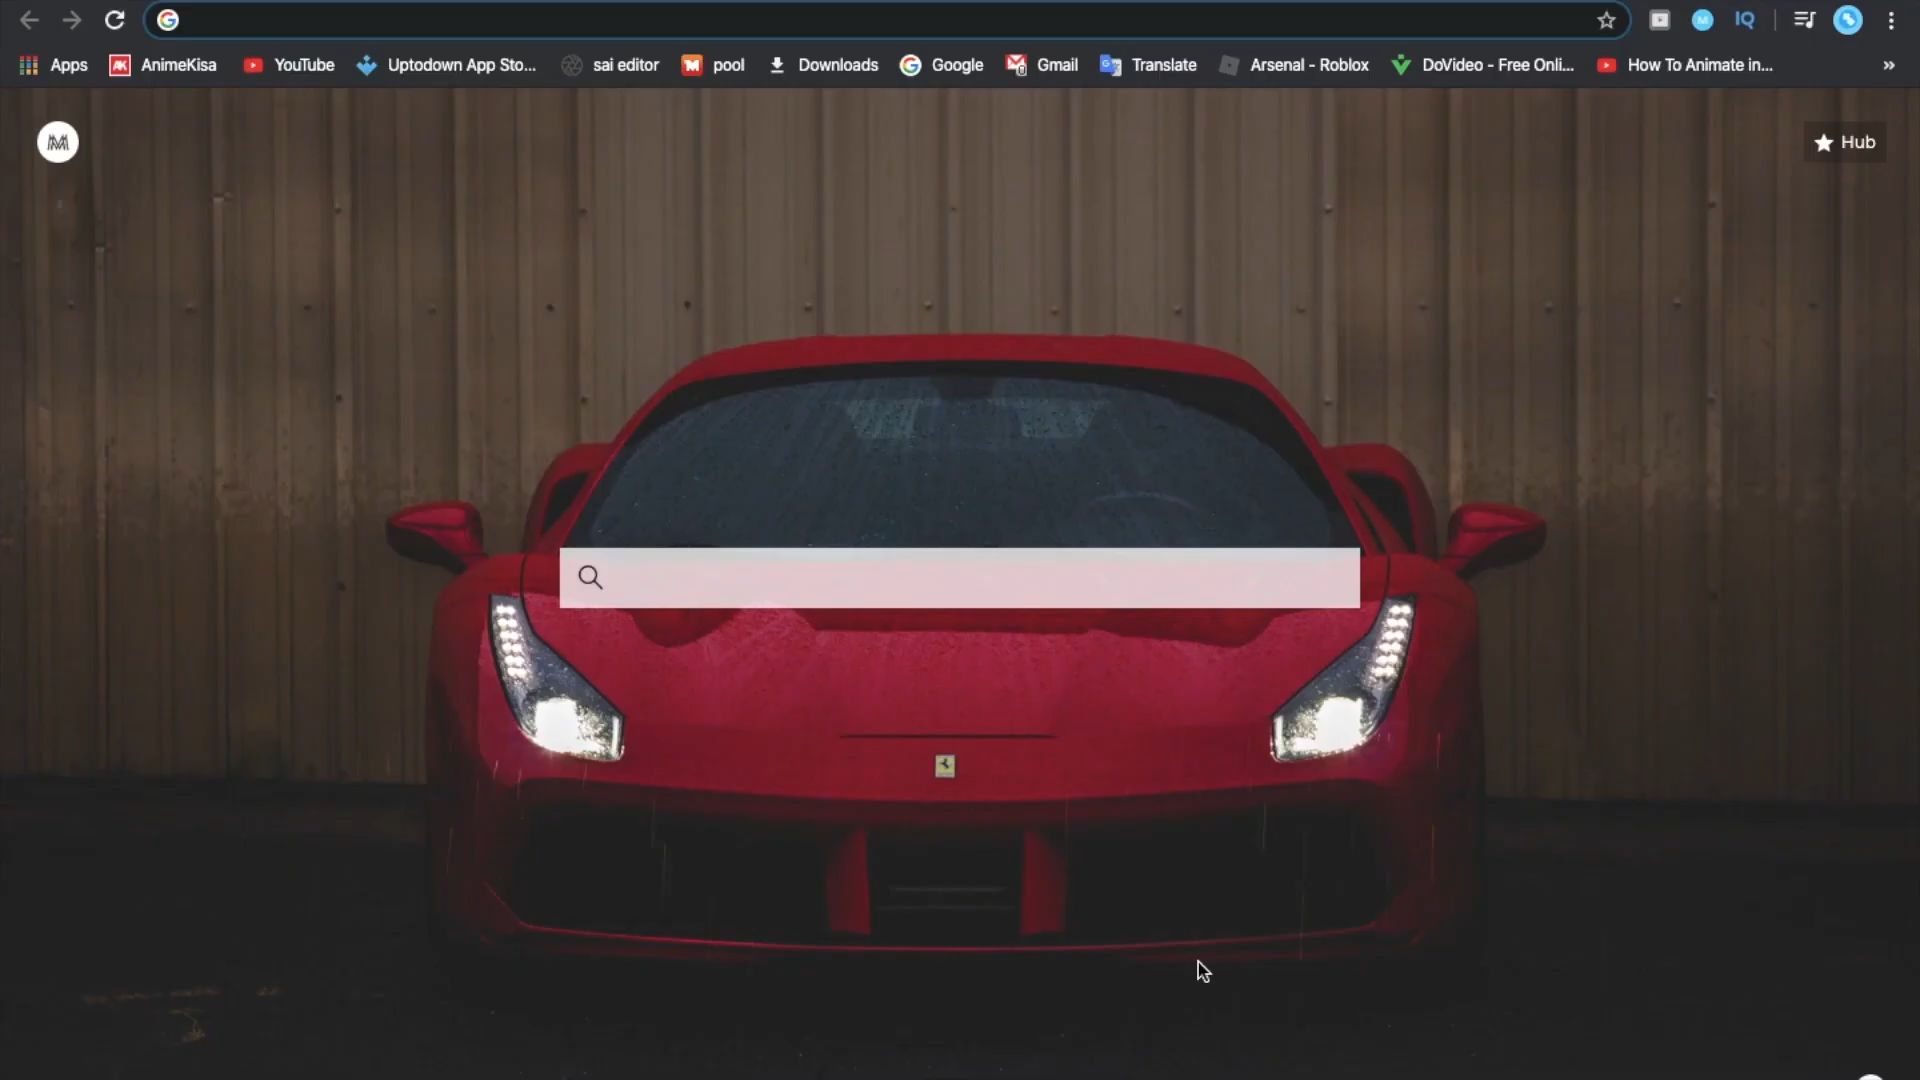 Apps AnimeKisa YouTube Uptodown App Sto... sai editor pool Downloads Google Gmail Translate Arsenal - Roblox DoVideo - Free Onli... How To Animate in... »
Hub